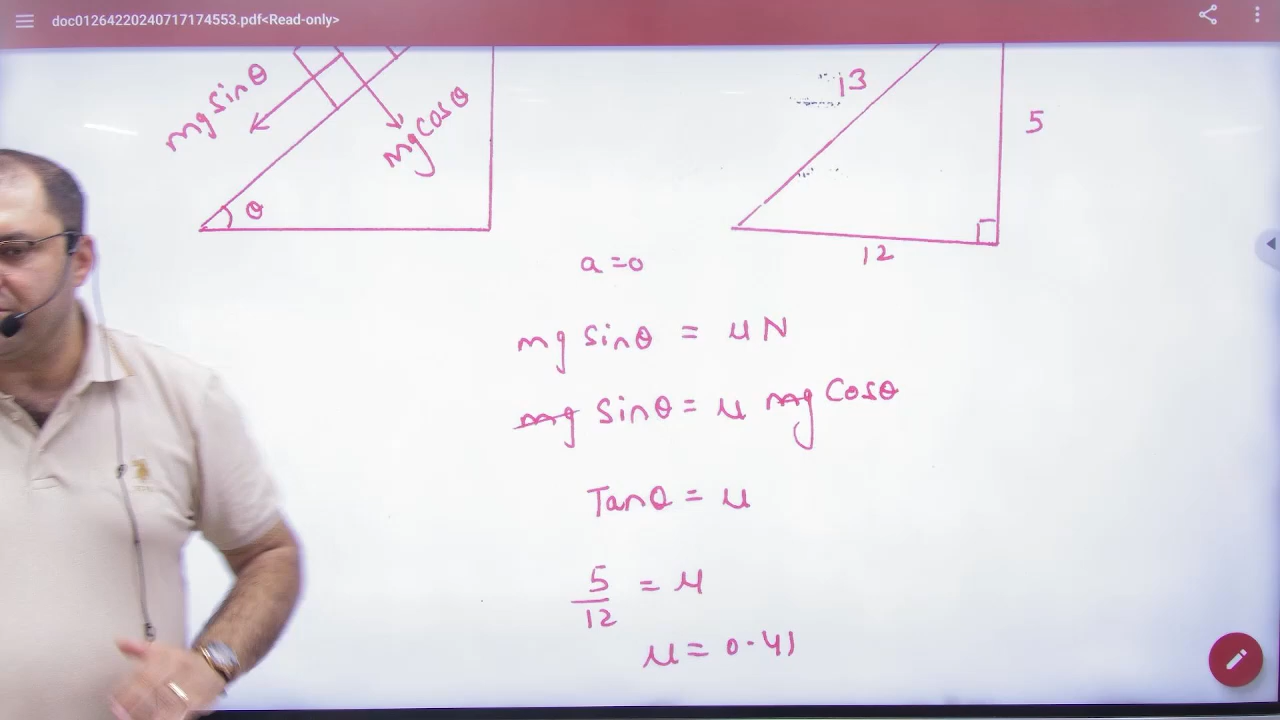 doc01264220240717174553.pdf<Read-only>
mg sinθ
mg cosθ
θ
13
5
12
a = 0
mg sinθ = μ N
mg sinθ = μ mg cosθ
Tanθ = μ
5/12 = μ
μ = 0.41